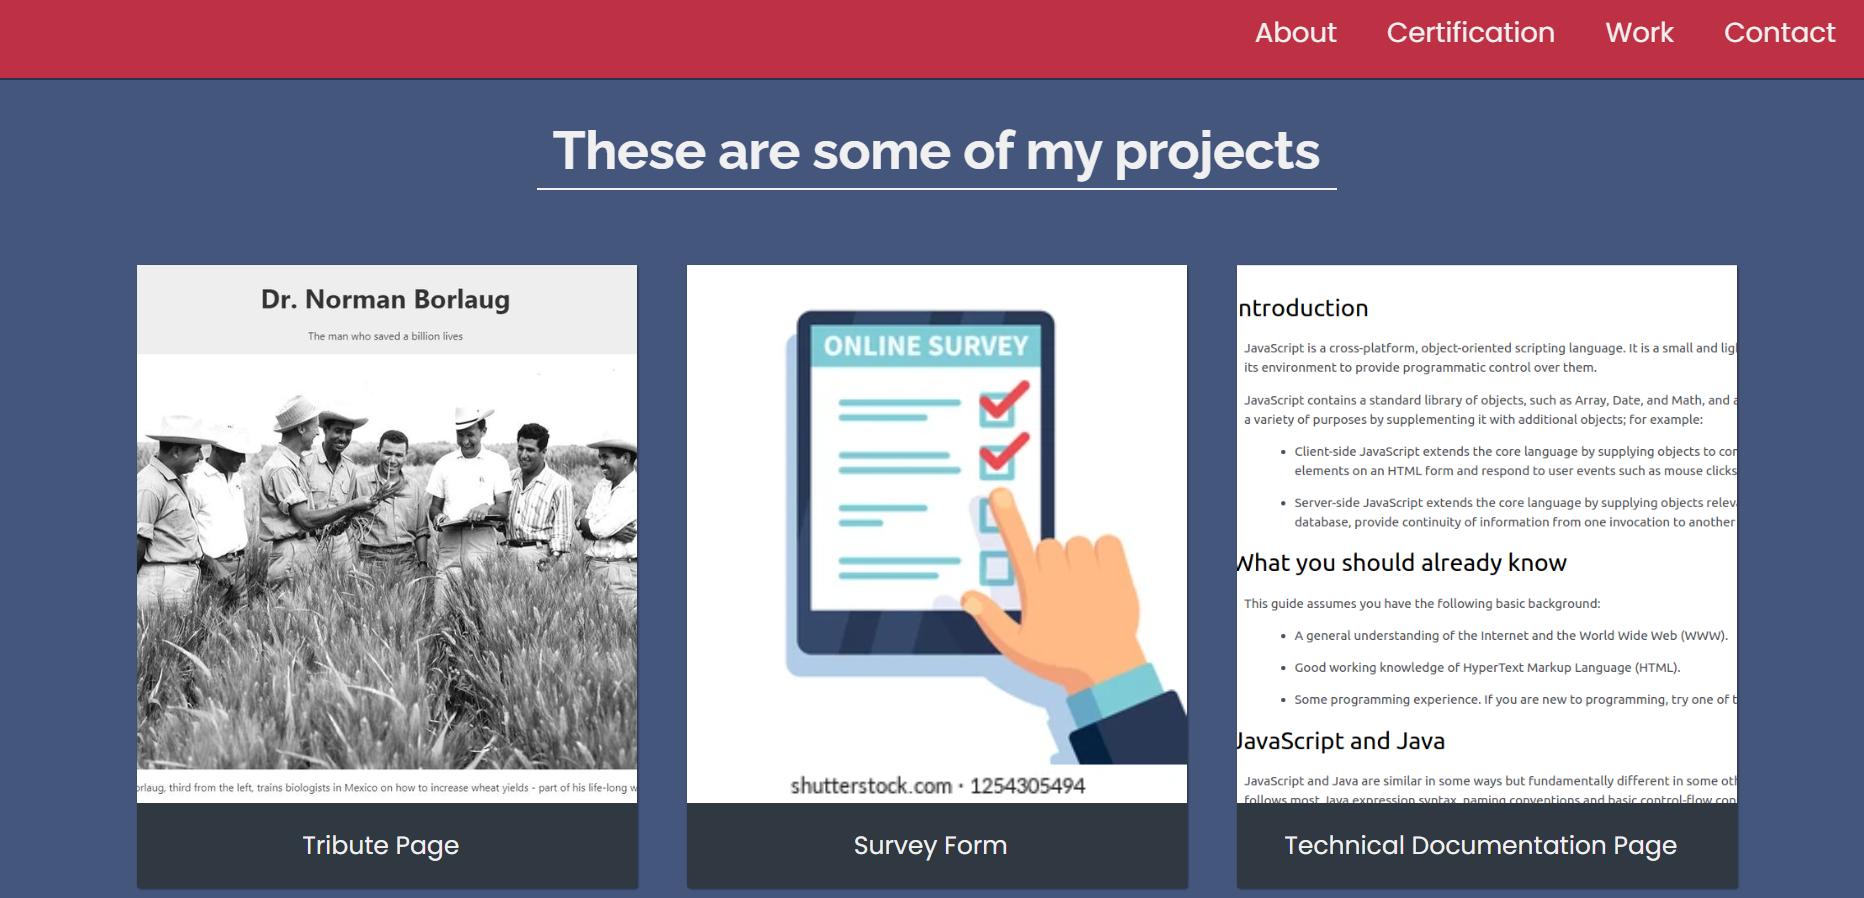 About Certification Work Contact
These are some of my projects
Dr. Norman Borlaug
The man who saved a billion lives
third from the left, trains biologists in Mexico on how to increase wheat yields - part of his life-long
Tribute Page
ONLINE SURVEY
shutterstock.com · 1254305494
Survey Form
ntroduction
JavaScript is a cross-platform, object-oriented scripting language. It is a small and
its environment to provide programmatic control over them.
JavaScript contains a standard library of objects, such as Array, Date, and Math, and
a variety of purposes by supplementing it with additional objects; for example:
• Client-side JavaScript extends the core language by supplying objects to
elements on an HTML form and respond to user events such as mouse clicks
• Server-side JavaScript extends the core language by supplying objects
database, provide continuity of information from one invocation to another
What you should already know
This guide assumes you have the following basic background:
• A general understanding of the Internet and the World Wide Web (WWW).
• Good working knowledge of HyperText Markup Language (HTML).
• Some programming experience. If you are new to programming, try one of
JavaScript and Java
JavaScript and Java are similar in some ways but fundamentally different in some
follows most Java expression syntax, naming conventions and basic control-flow
Technical Documentation Page